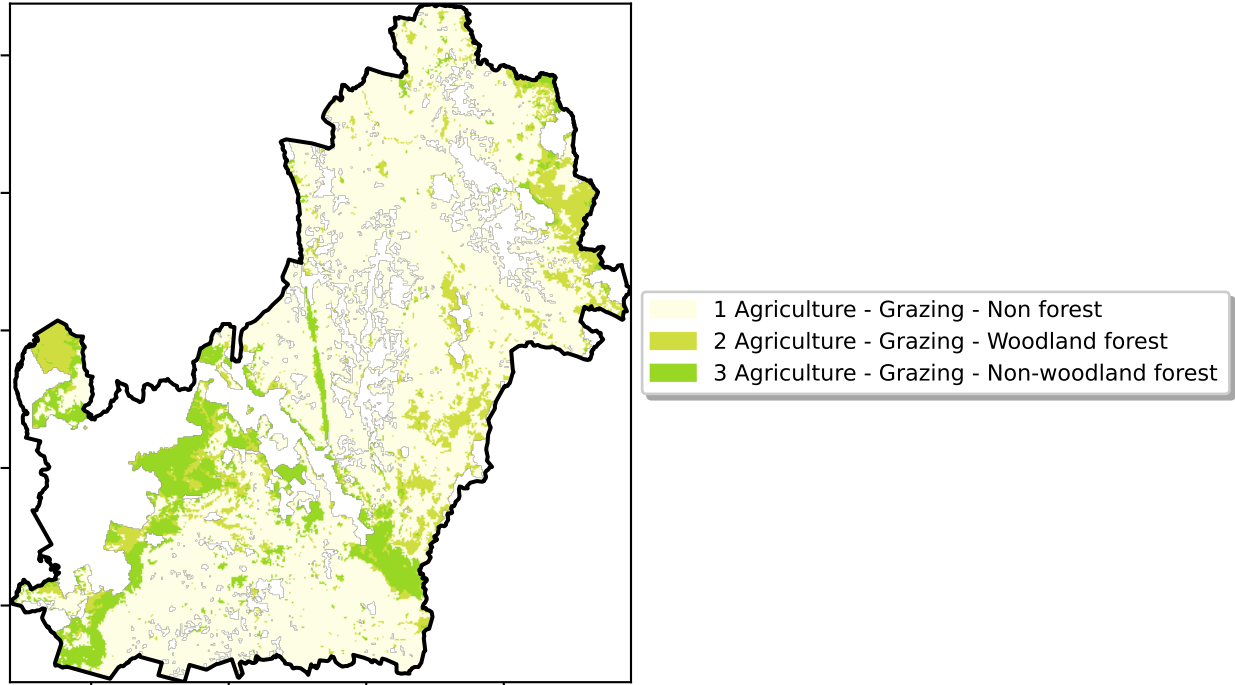 1 Agriculture - Grazing - Non forest
2 Agriculture - Grazing - Woodland forest
3 Agriculture - Grazing - Non-woodland forest